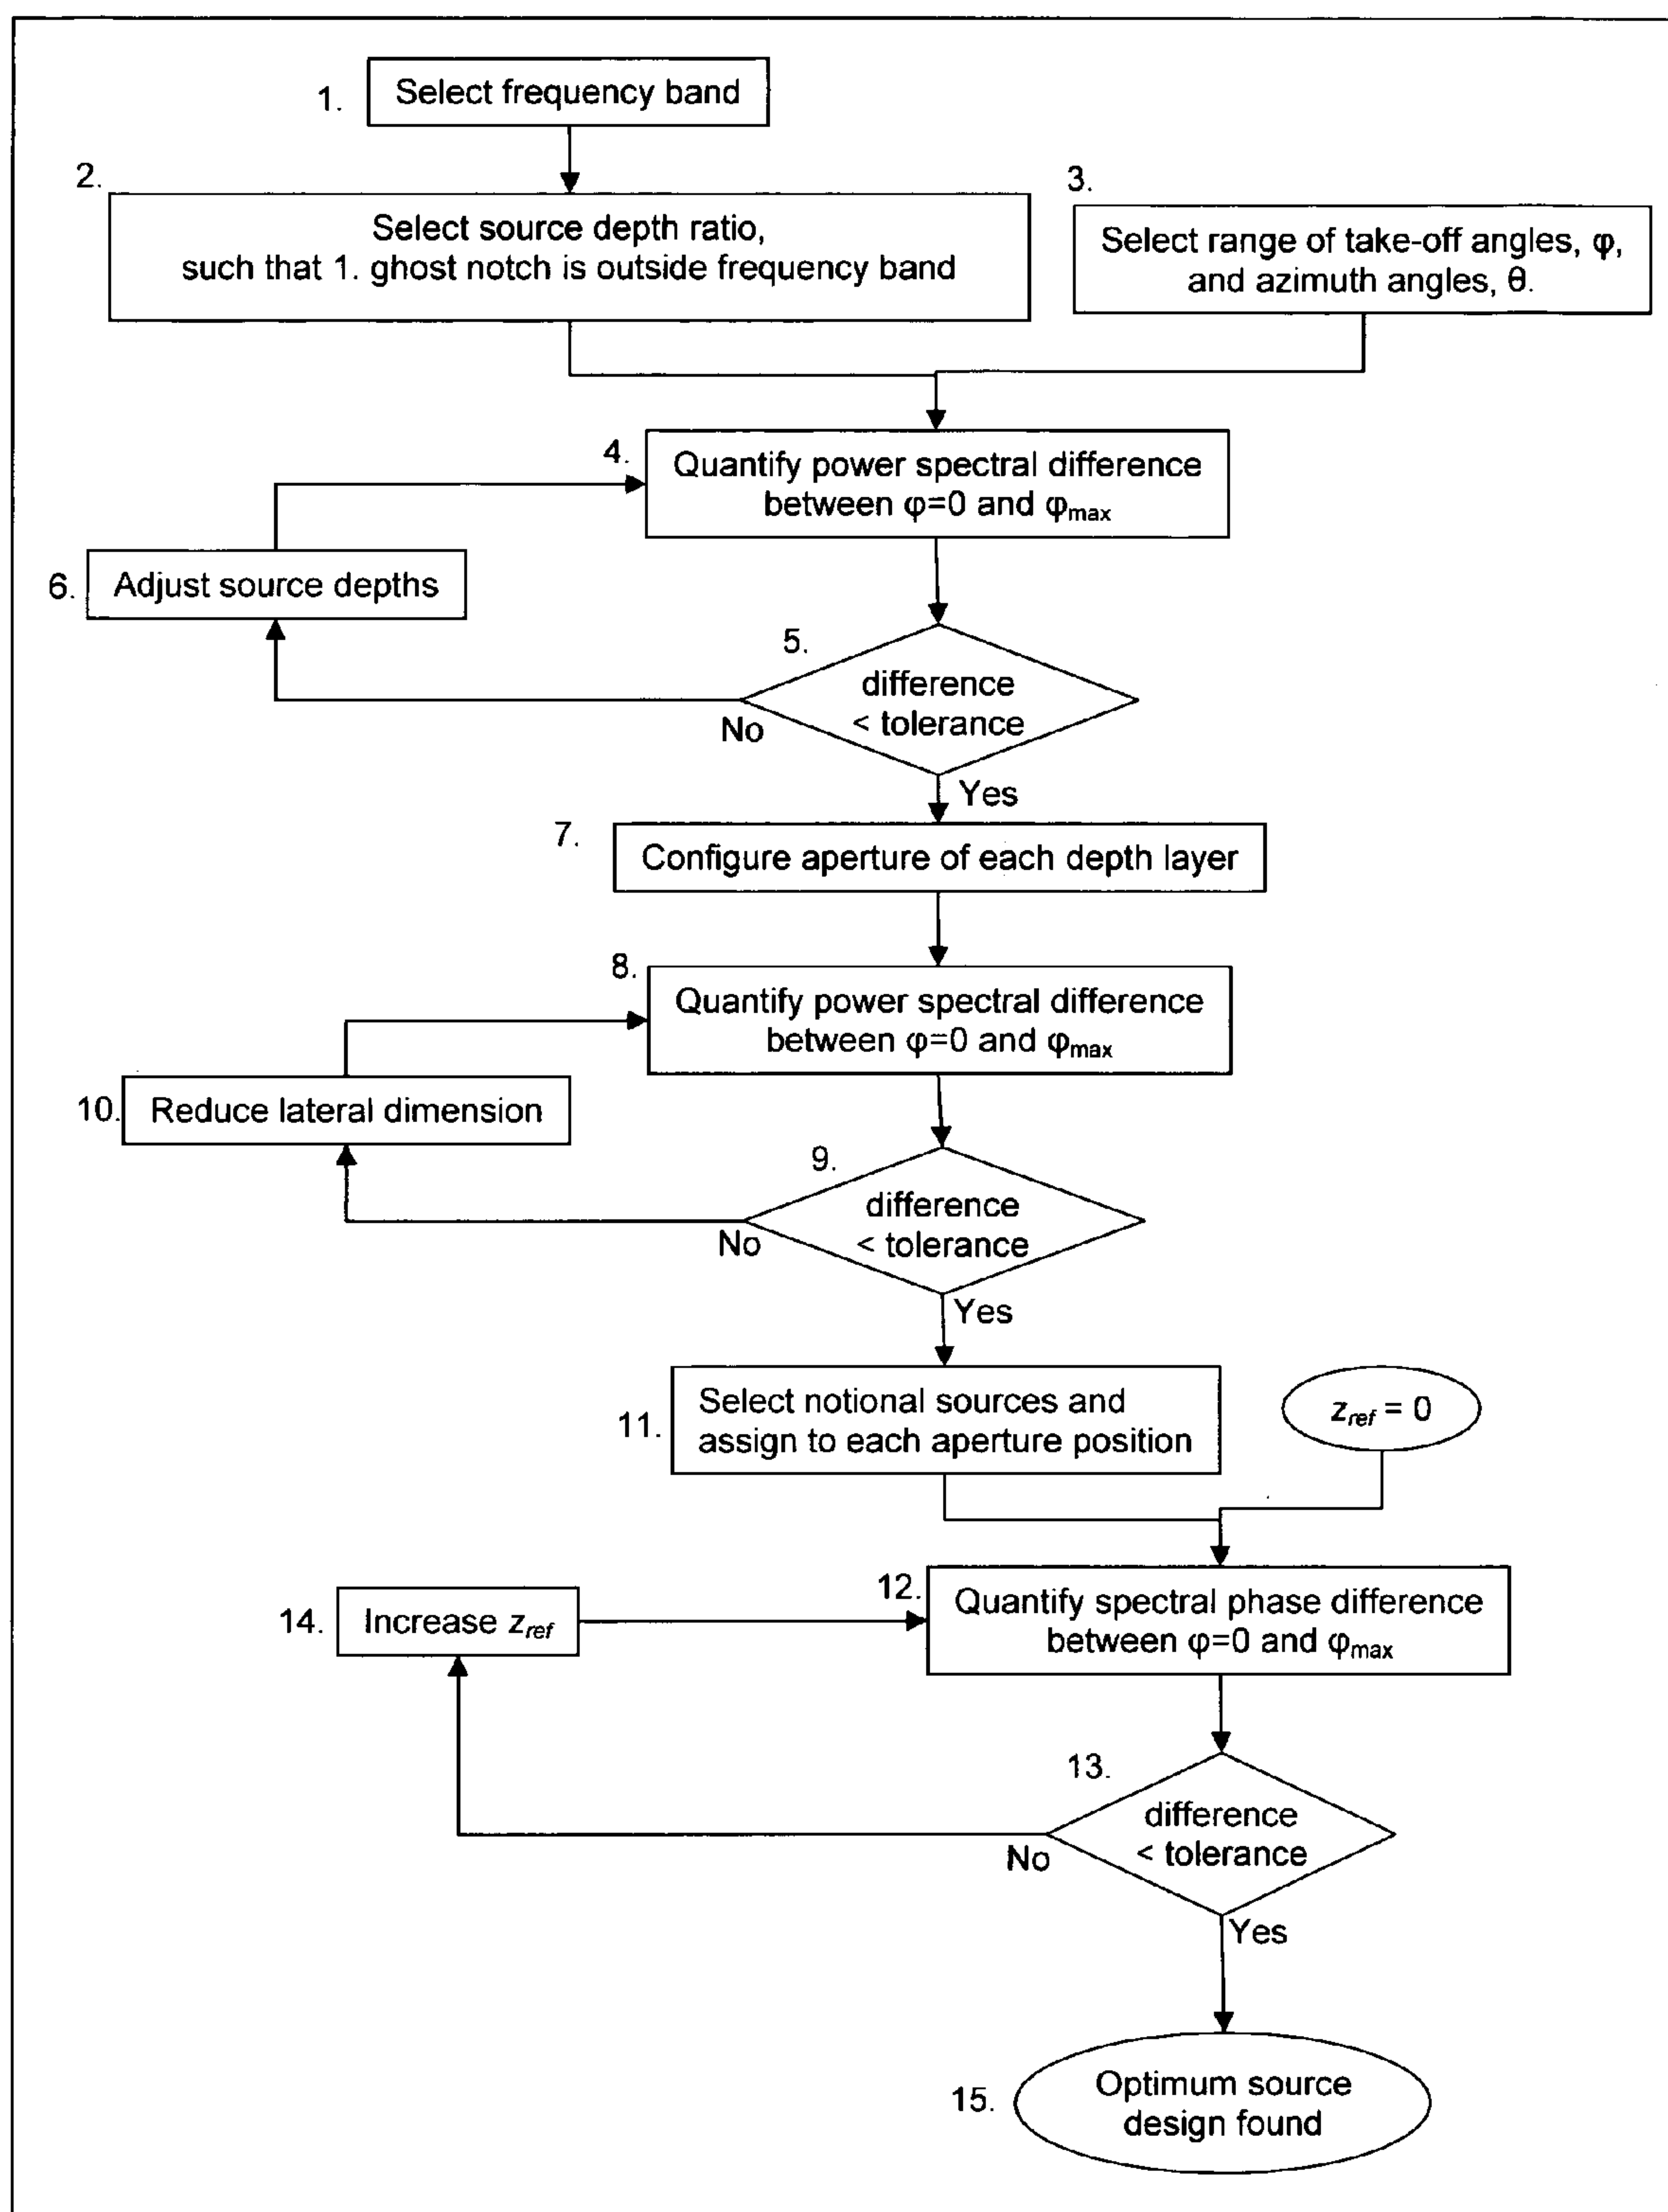 1.
Select frequency band
2.
Select source depth ratio,
such that 1. ghost notch is outside frequency band
3.
Select range of take-off angles, φ,
and azimuth angles, θ.
4.
Quantify power spectral difference
between φ=0 and φmax
6.
Adjust source depths
5.
difference
< tolerance
No
Yes
7.
Configure aperture of each depth layer
8.
Quantify power spectral difference
between φ=0 and φmax
10.
Reduce lateral dimension
9.
difference
< tolerance
No
Yes
11.
Select notional sources and
assign to each aperture position
zref = 0
12.
Quantify spectral phase difference
between φ=0 and φmax
14.
Increase zref
13.
difference
< tolerance
No
Yes
15.
Optimum source
design found